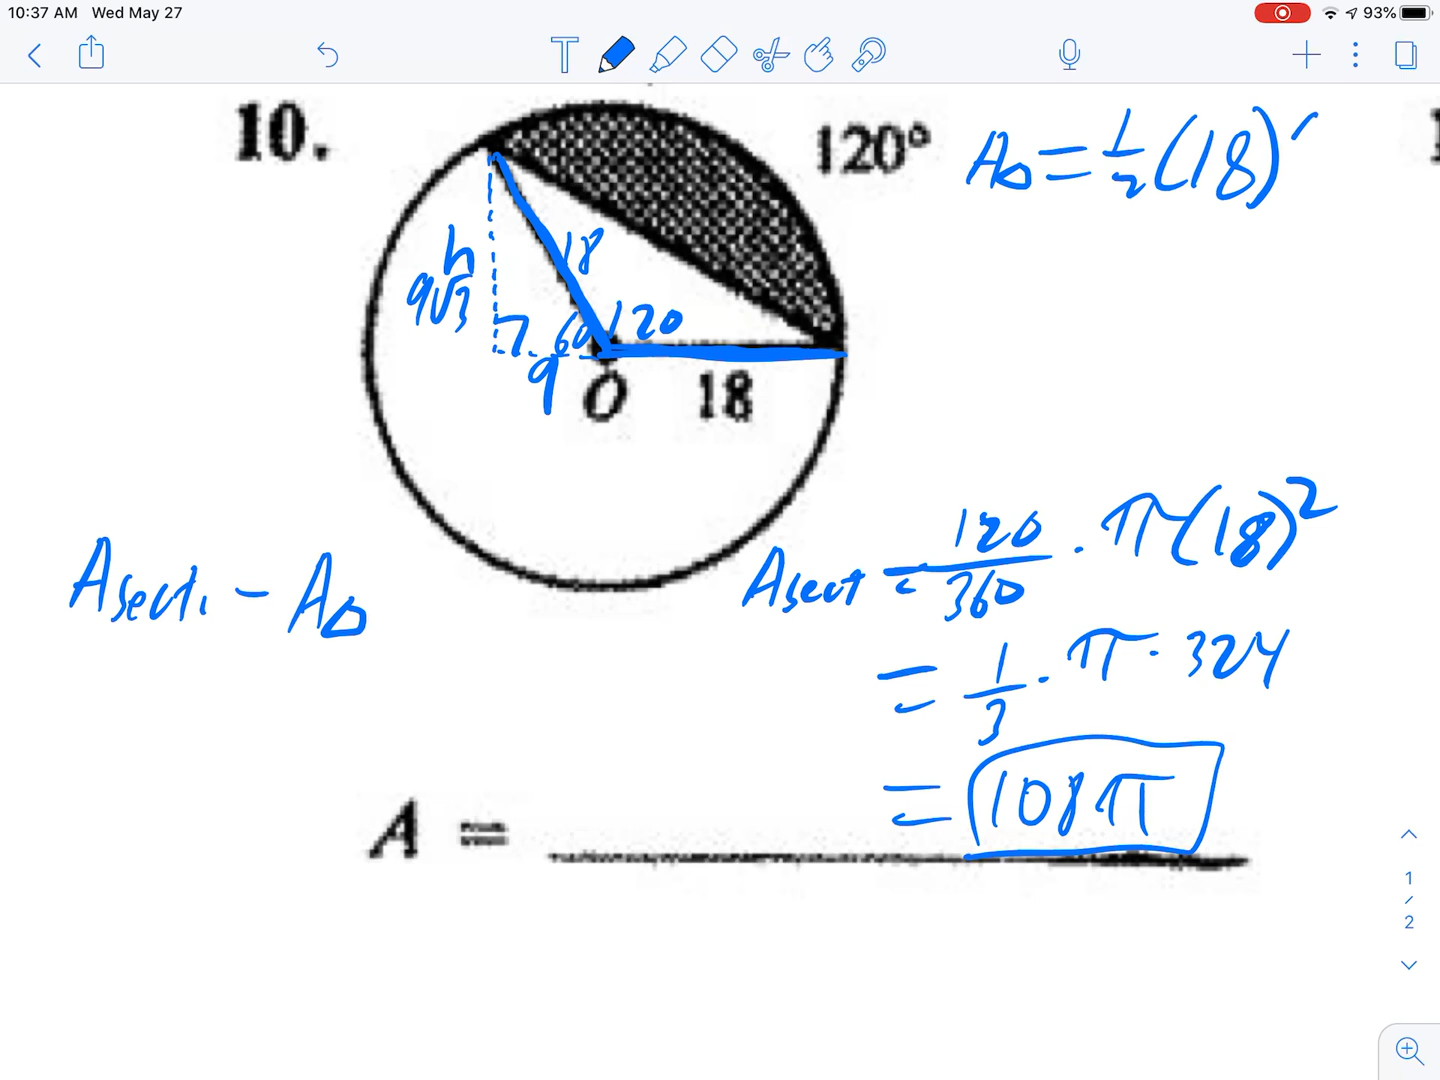 10:37 AM Wed May 27
93%
T
10.
120°
A△ = 1/2 (18)
h
9√3
18
60
120
9
O
18
Asect. - A△
Asect = 120/360 · π(18)²
= 1/3 · π · 324
= 108π
A =
1
/
2